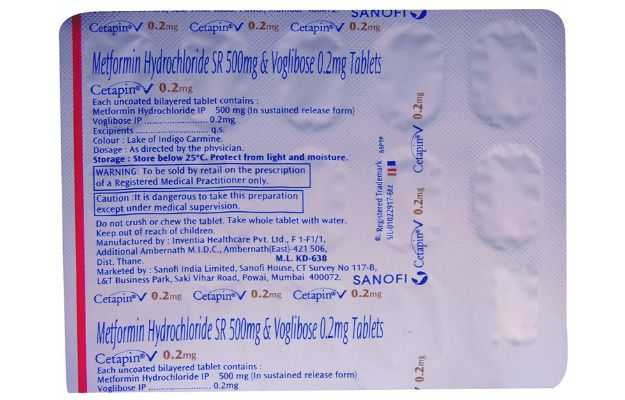 SANOFI
Cetapin® V 0.2mg Cetapin® V 0.2mg Cetapin® V 0.2mg
Metformin Hydrochloride SR 500mg & Voglibose 0.2mg Tablets
Cetapin® V 0.2mg
Each uncoated bilayered tablet contains :
Metformin Hydrochloride IP 500 mg (In sustained release form)
Voglibose IP ........................ 0.2mg
Excipients ........................... q.s.
Colour : Lake of Indigo Carmine.
Dosage : As directed by the physician.
Storage : Store below 25°C. Protect from light and moisture.
WARNING: To be sold by retail on the prescription
of a Registered Medical Practitioner only.
Caution :It is dangerous to take this preparation
except under medical supervision.
Do not crush or chew the tablet. Take whole tablet with water.
Keep out of reach of children.
Manufactured by : Inventia Healthcare Pvt. Ltd., F 1-F1/1,
Additional Ambernath M.I.D.C., Ambernath(East)-421 506,
Dist. Thane. M.L. KD-638
Marketed by : Sanofi India Limited, Sanofi House, CT Survey No 117-B,
L&T Business Park, Saki Vihar Road, Powai, Mumbai 400072.
SANOFI
®: Registered Trademark
Cetapin® V 0.2mg
Cetapin® V 0.2mg
Cetapin® V 0.2mg Cetapin® V 0.2mg Cetapin® V 0.2mg
Metformin Hydrochloride SR 500mg & Voglibose 0.2mg Tablets
Cetapin® V 0.2mg
Each uncoated bilayered tablet contains :
Metformin Hydrochloride IP 500 mg (In sustained release form)
Voglibose IP ........................ 0.2mg